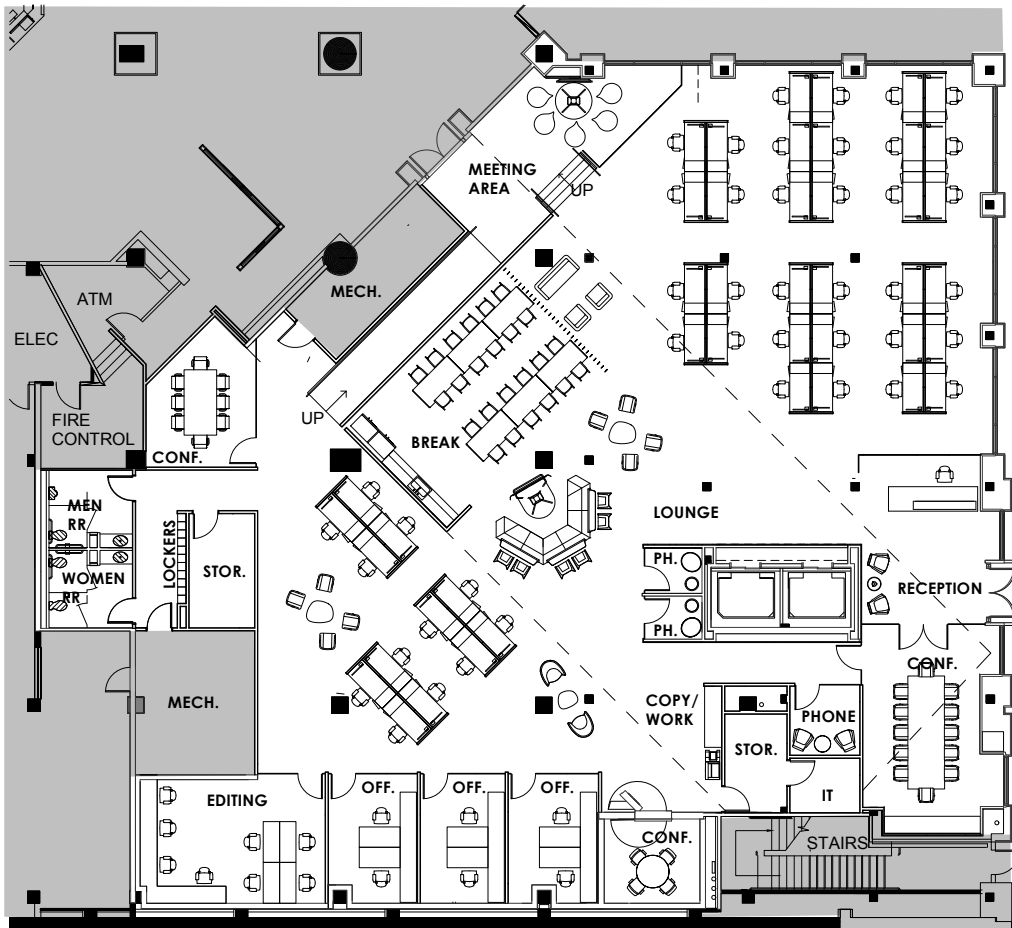 MEETING
AREA
UP
MECH.
ATM
ELEC
UP
FIRE
CONTROL
CONF.
BREAK
MEN
RR
WOMEN
RR
LOCKERS
STOR.
LOUNGE
PH.
PH.
RECEPTION
CONF.
MECH.
COPY/
WORK
PHONE
STOR.
IT
EDITING
OFF.
OFF.
OFF.
CONF.
STAIRS